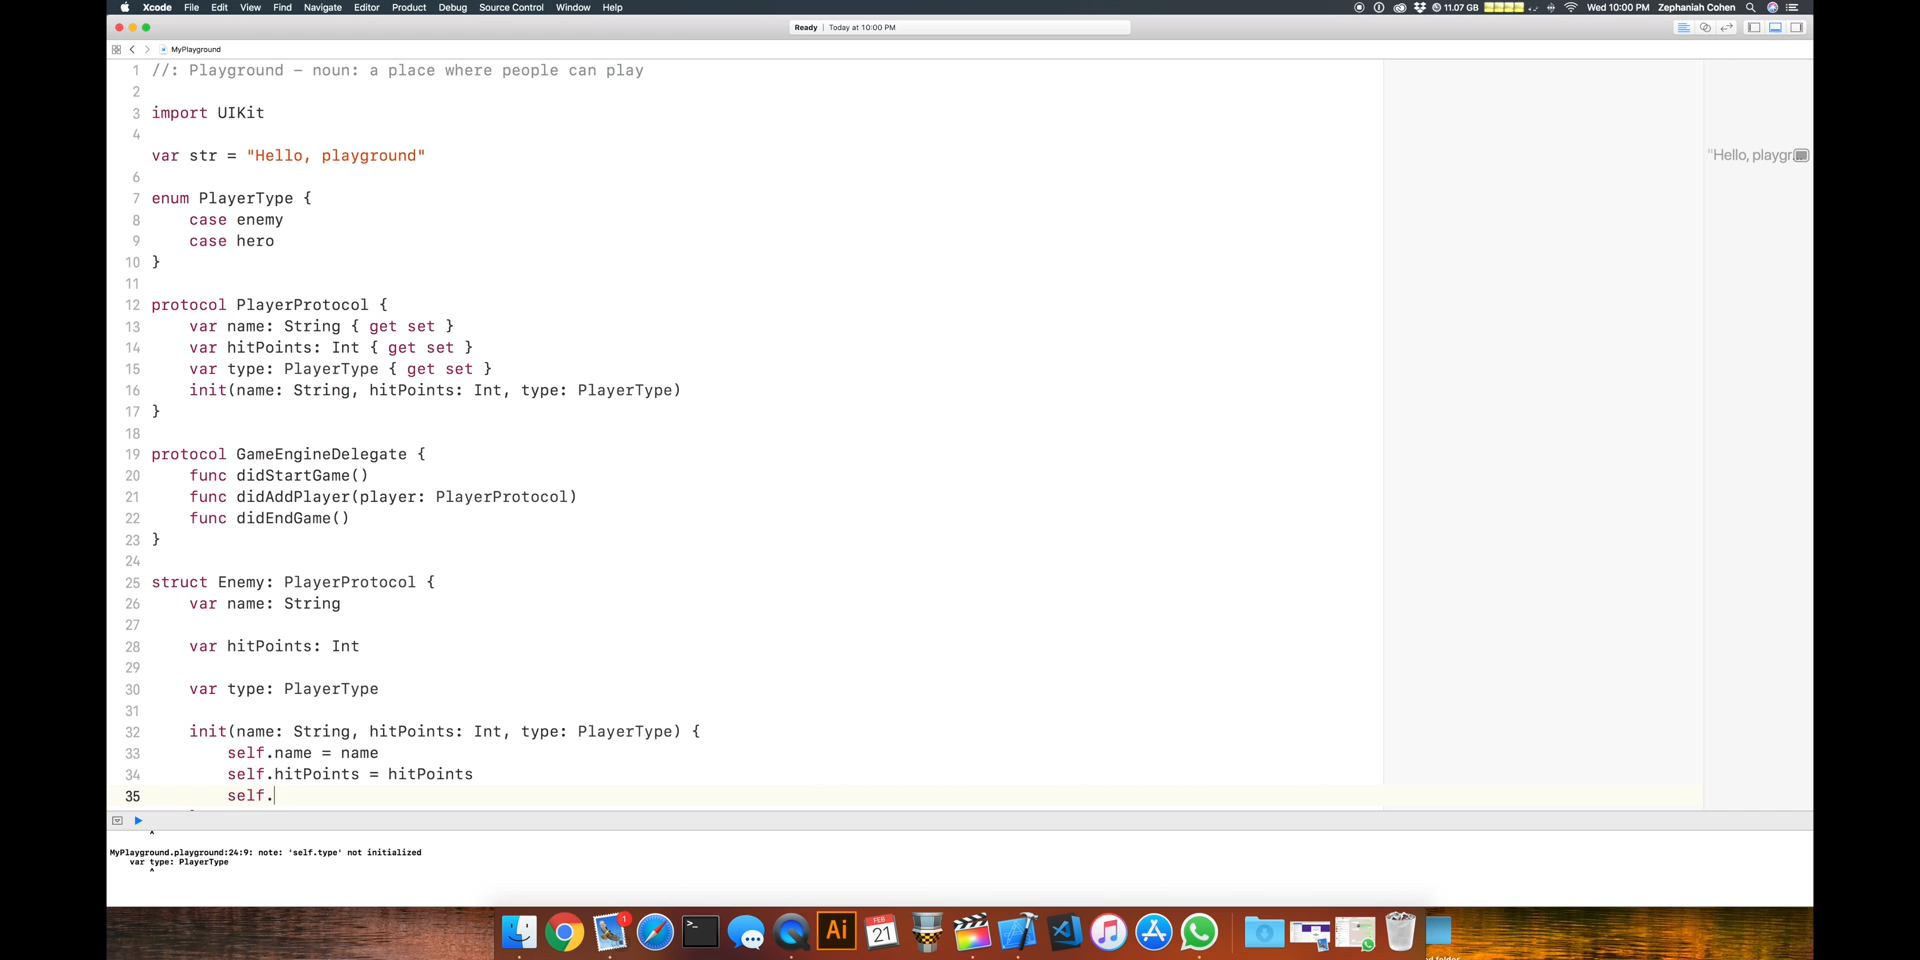 Xcode File Edit View Find Navigate Editor Product Debug Source Control Window Help 11.07 GB Wed 10:00 PM Zephaniah Cohen
Ready | Today at 10:00 PM
MyPlayground
1 //: Playground – noun: a place where people can play
2
3 import UIKit
4
var str = "Hello, playground"
"Hello, playgr
6
7 enum PlayerType {
8 case enemy
9 case hero
10 }
11
12 protocol PlayerProtocol {
13 var name: String { get set }
14 var hitPoints: Int { get set }
15 var type: PlayerType { get set }
16 init(name: String, hitPoints: Int, type: PlayerType)
17 }
18
19 protocol GameEngineDelegate {
20 func didStartGame()
21 func didAddPlayer(player: PlayerProtocol)
22 func didEndGame()
23 }
24
25 struct Enemy: PlayerProtocol {
26 var name: String
27
28 var hitPoints: Int
29
30 var type: PlayerType
31
32 init(name: String, hitPoints: Int, type: PlayerType) {
33 self.name = name
34 self.hitPoints = hitPoints
35 self.
^
MyPlayground.playground:24:9: note: 'self.type' not initialized
var type: PlayerType
^
1
>_
Ai
FEB
21
ed folder